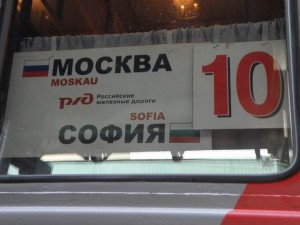 МОСКВА
MOSKAU
10
РЖД Российские
железные дороги
SOFIA
СОФИЯ